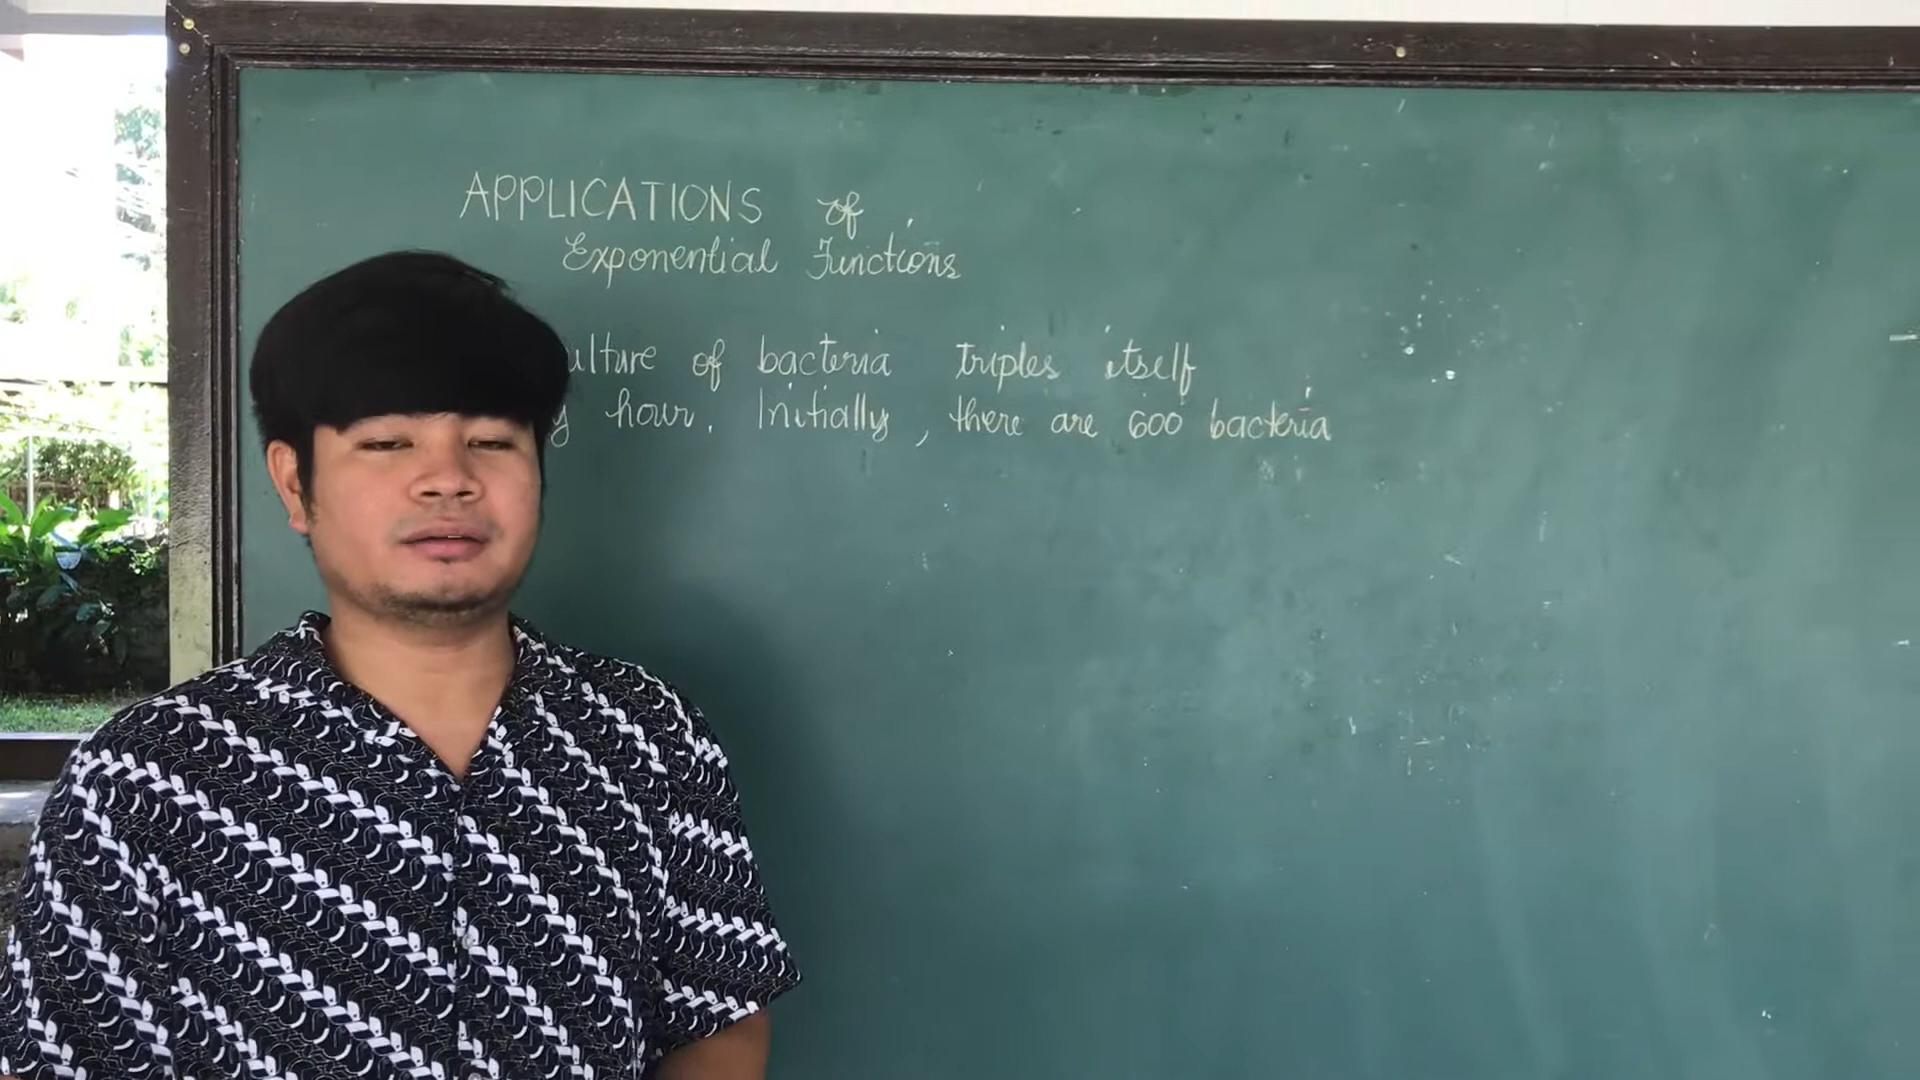 APPLICATIONS of
Exponential Functions
ulture of bacteria triples itself
y hour. Initially, there are 600 bacteria